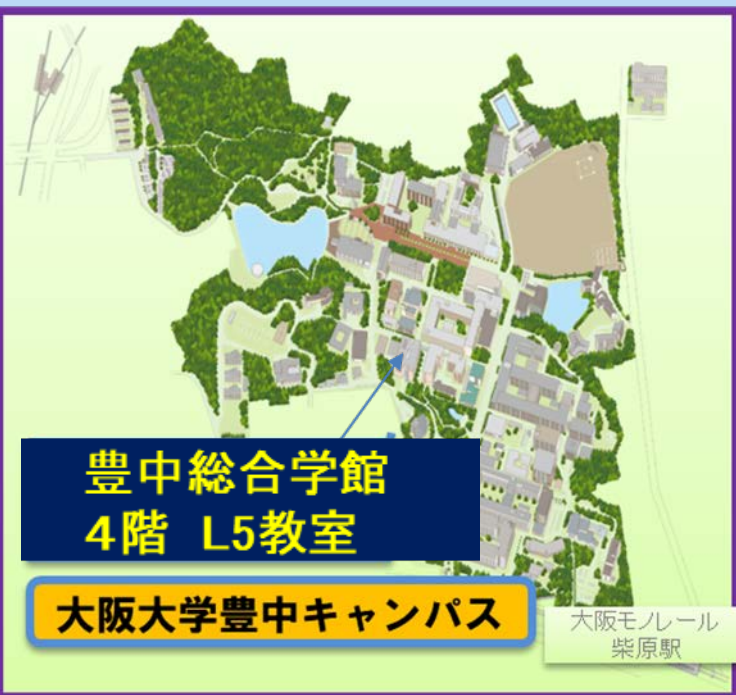 豊中総合学館
4階 L5教室
大阪大学豊中キャンパス
大阪モノレール
柴原駅